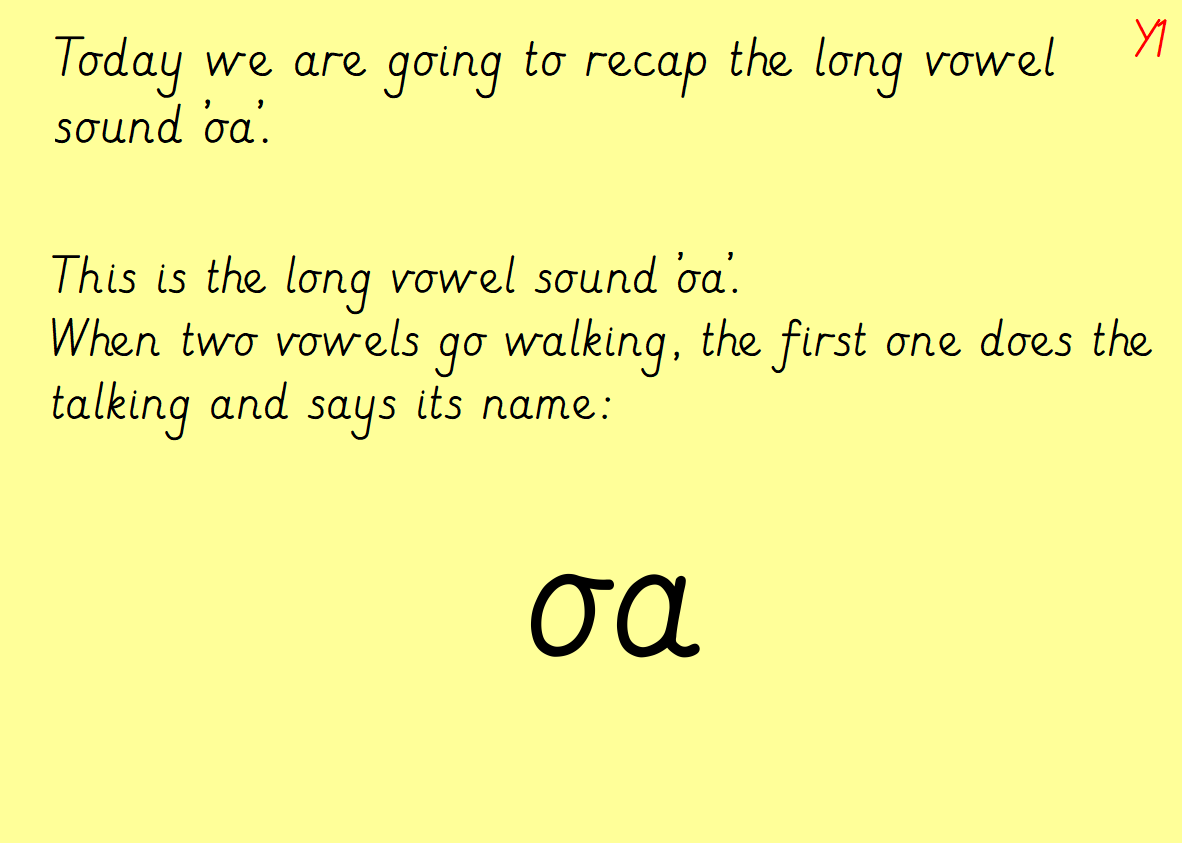 Y1
Today we are going to recap the long vowel
sound 'oa'.
This is the long vowel sound 'oa'.
When two vowels go walking, the first one does the
talking and says its name:
oa